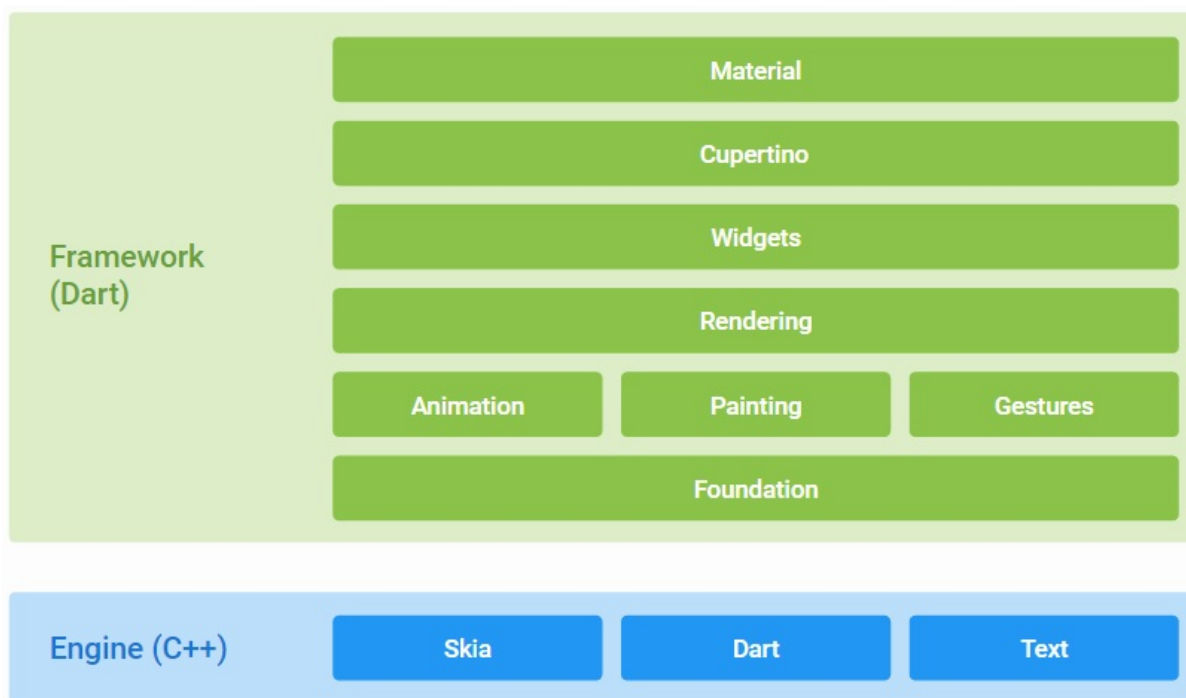 Material
Cupertino
Widgets
Framework
(Dart)
Rendering
Animation
Painting
Gestures
Foundation
Engine (C++)
Skia
Dart
Text